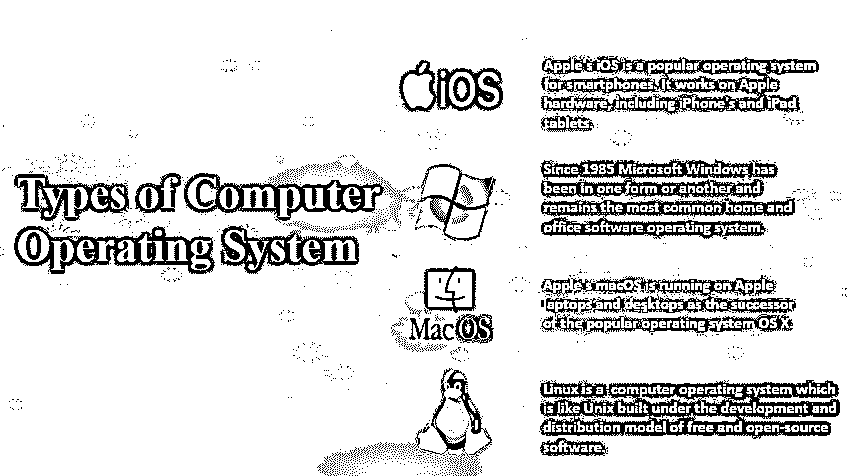 Types of Computer
Operating System
iOS
Apple's iOS is a popular operating system
for smartphones. It works on Apple
hardware, including iPhone's and iPad
tablets.
Since 1985 Microsoft Windows has
been in one form or another and
remains the most common home and
office software operating system.
Mac OS
Apple's macOS is running on Apple
laptops and desktops as the successor
of the popular operating system OS X.
Linux is a computer operating system which
is like Unix built under the development and
distribution model of free and open-source
software.